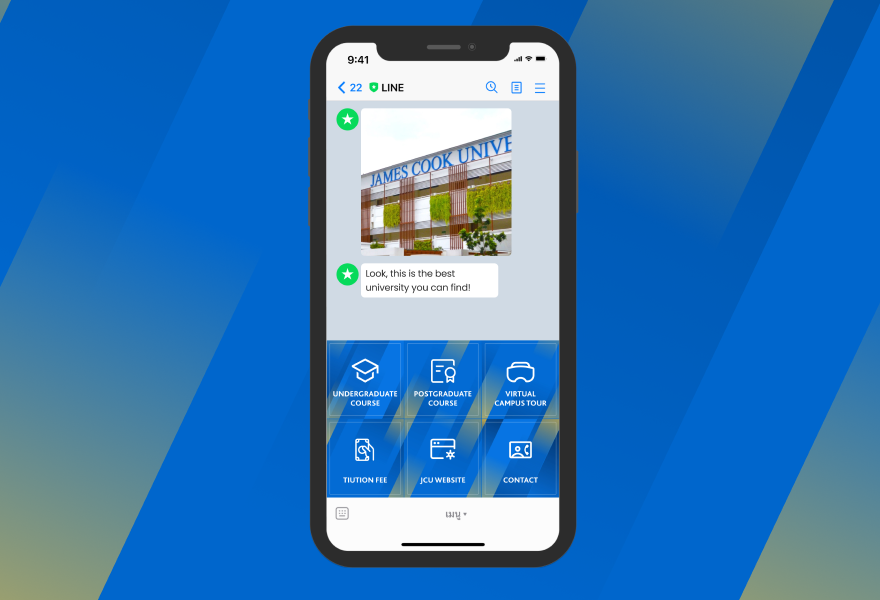 9:41
22 LINE
JAMES COOK UNIVE
Look, this is the best
university you can find!
UNDERGRADUATE
COURSE
POSTGRADUATE
COURSE
VIRTUAL
CAMPUS TOUR
TIUTION FEE
JCU WEBSITE
CONTACT
เมนู ▾